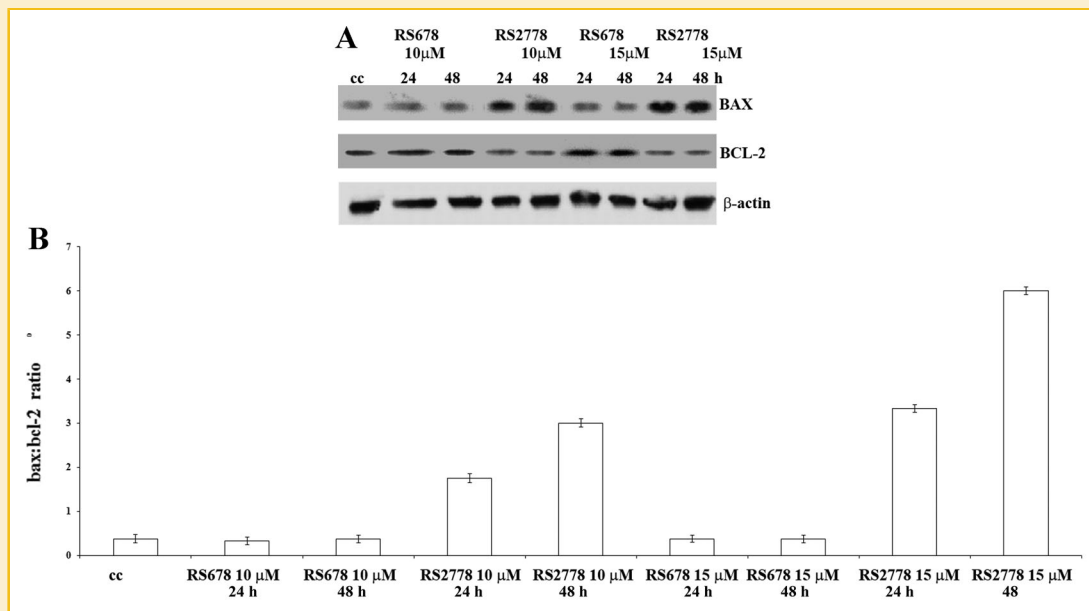 A
RS678 RS2778 RS678 RS2778
10μM 10μM 15μM 15μM
cc 24 48 24 48 24 48 24 48 h
BAX
BCL-2
β-actin
B
7
6
5
4
3
2
1
0
bax:bcl-2 ratio
cc RS678 10 μM RS678 10 μM RS2778 10 μM RS2778 10 μM RS678 15 μM RS678 15 μM RS2778 15 μM RS2778 15 μM
24 h 48 h 24 h 48 h 24 h 48 h 24 h 48